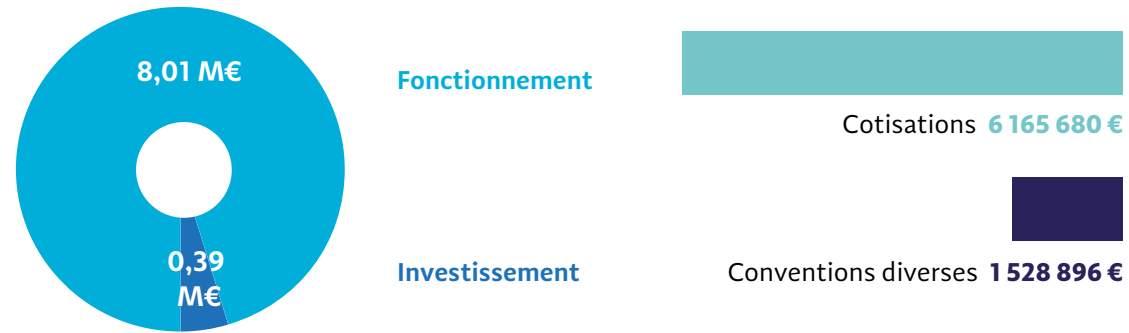 8,01 M€
Fonctionnement
Cotisations 6 165 680 €
0,39
M€
Investissement
Conventions diverses 1 528 896 €